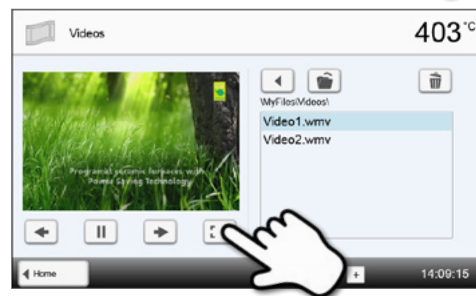 Videos
403°C
\MyFiles\Videos\
Video1.wmv
Video2.wmv
Programat ceramic furnaces with
Power Saving Technology
Home
+
14:09:15